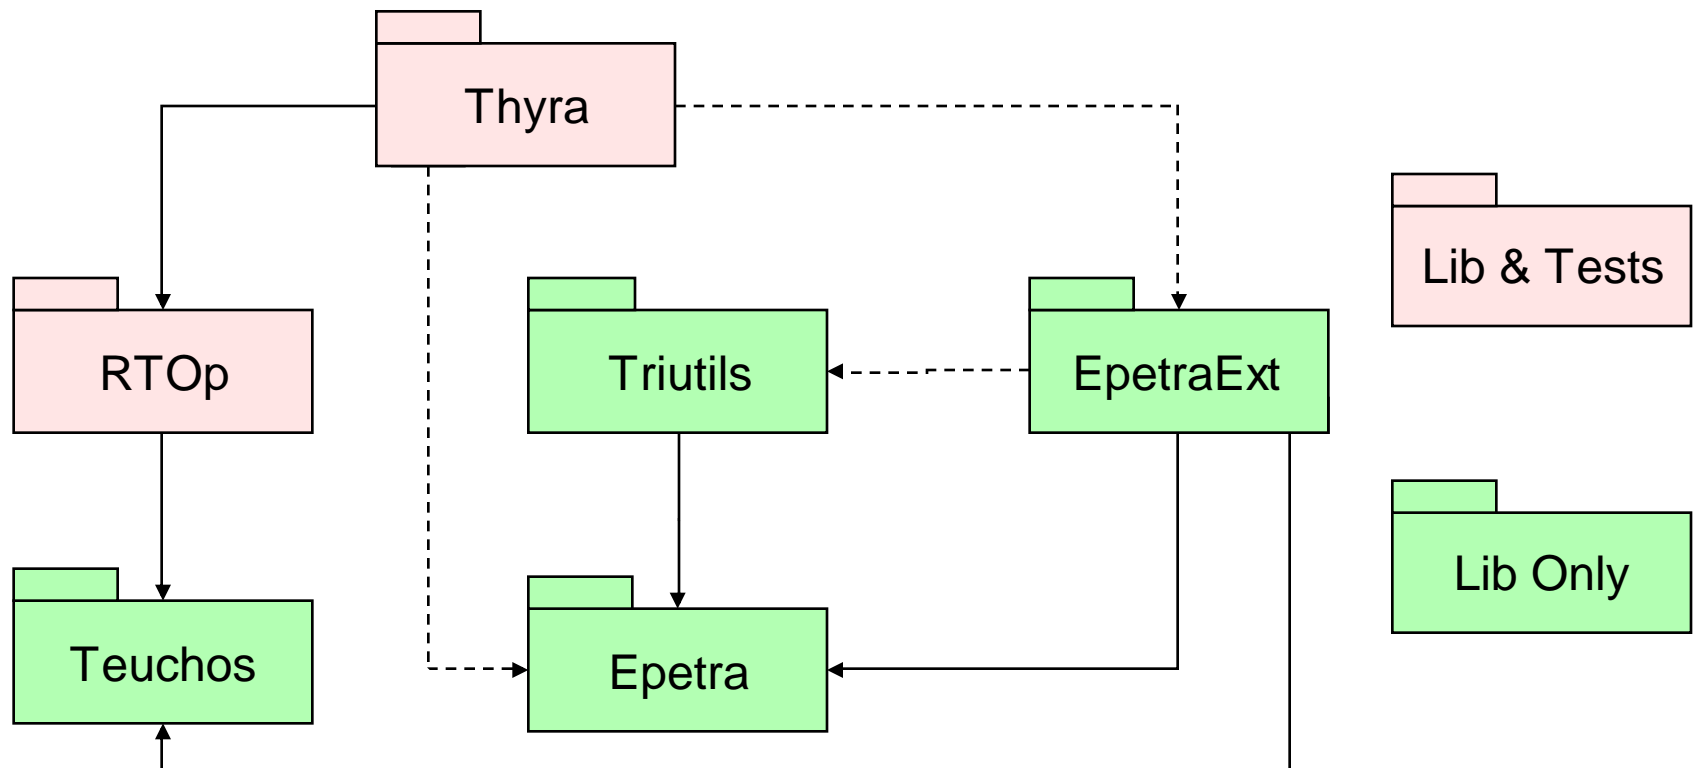 Thyra
Lib & Tests
RTOp
Triutils
EpetraExt
Lib Only
Teuchos
Epetra